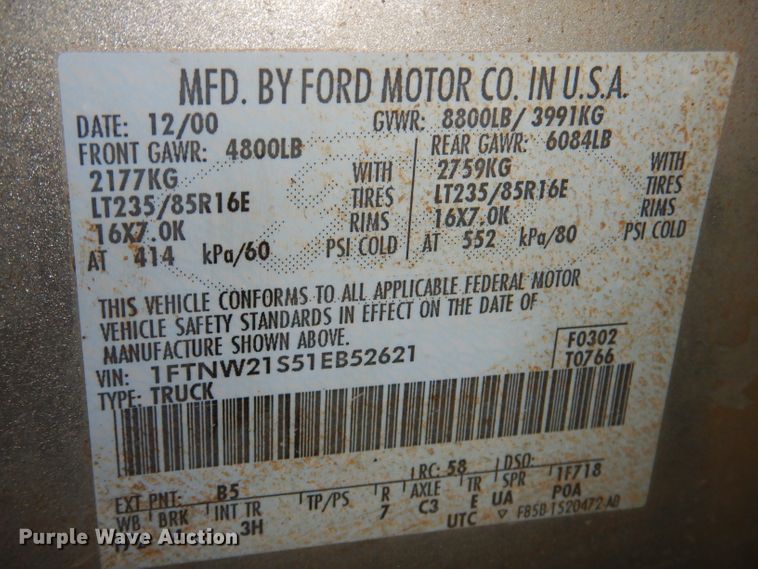 MFD. BY FORD MOTOR CO. IN U.S.A.
DATE: 12/00 GVWR: 8800LB/ 3991KG
FRONT GAWR: 4800LB REAR GAWR: 6084LB
2177KG WITH 2759KG WITH
LT235/85R16E TIRES LT235/85R16E TIRES
16X7.0K RIMS 16X7.0K RIMS
AT 414 kPa/60 PSI COLD AT 552 kPa/80 PSI COLD
THIS VEHICLE CONFORMS TO ALL APPLICABLE FEDERAL MOTOR
VEHICLE SAFETY STANDARDS IN EFFECT ON THE DATE OF
MANUFACTURE SHOWN ABOVE.
VIN: 1FTNW21S51EB52621 F0302
TYPE: TRUCK T0766
EXT PNT: B5 LRC: 58 DSO:
WB BRK INT TR TP/PS R AXLE TR SPR 1F718
3H 7 C3 E UA POA
UTC F85B 1520472 AB
Purple Wave Auction